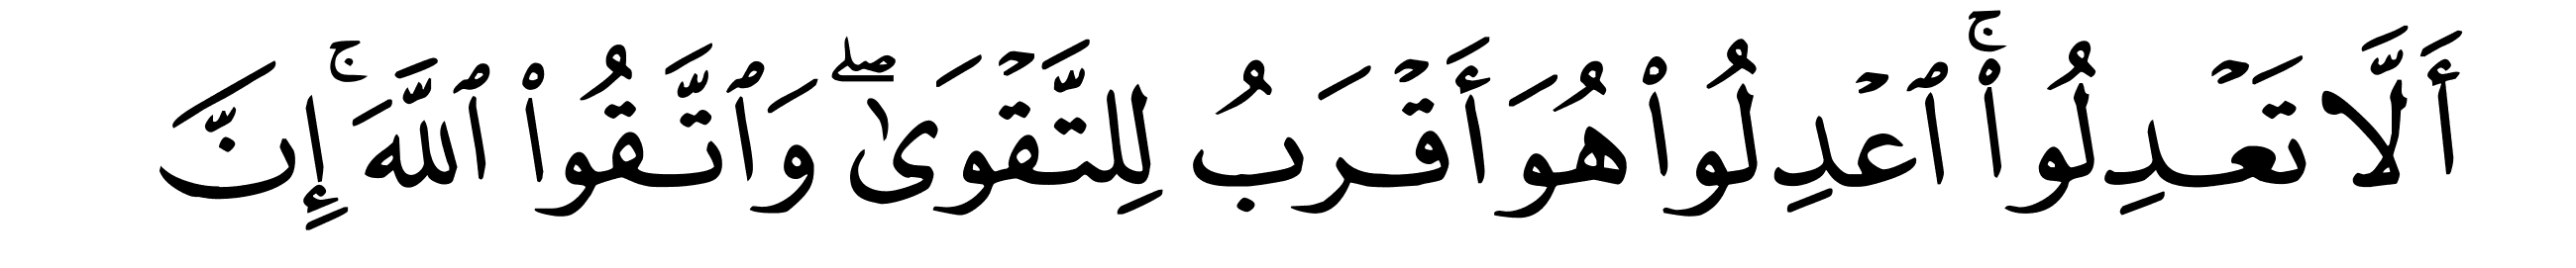 أَلَّا تَعۡدِلُواْۚ ٱعۡدِلُواْ هُوَ أَقۡرَبُ لِلتَّقۡوَىٰۖ وَٱتَّقُواْ ٱللَّهَۚ إِنَّ